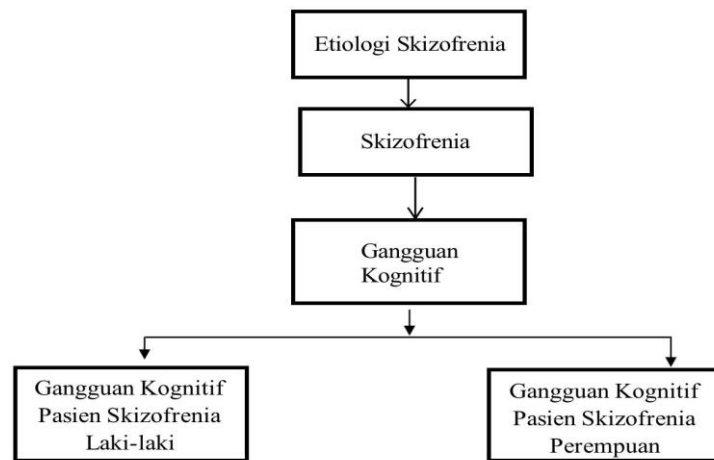 Etiologi Skizofrenia
Skizofrenia
Gangguan
Kognitif
Gangguan Kognitif
Pasien Skizofrenia
Laki-laki
Gangguan Kognitif
Pasien Skizofrenia
Perempuan